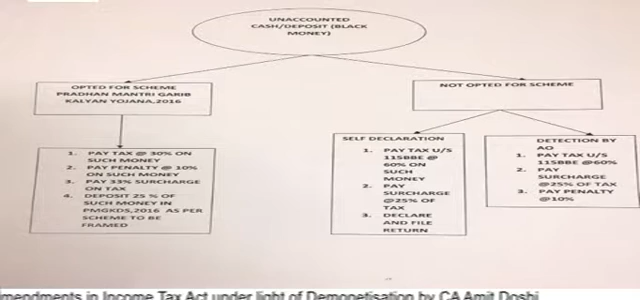 UNACCOUNTED
CASH/DEPOSIT (BLACK
MONEY)
OPTED FOR SCHEME
PRADHAN MANTRI GARIB
KALYAN YOJANA,2016
NOT OPTED FOR SCHEME
1. PAY TAX @ 30% ON
SUCH MONEY
2. PAY PENALTY @ 10%
ON SUCH MONEY
3. PAY 33% SURCHARGE
ON TAX
4. DEPOSIT 25 % OF
SUCH MONEY IN
PMGKDS,2016 AS PER
SCHEME TO BE
FRAMED
SELF DECLARATION
1. PAY TAX U/S
115BBE @
60% ON
SUCH
MONEY
2. PAY
SURCHARGE
@25% OF
TAX
3. DECLARE
AND FILE
RETURN
DETECTION BY
AO
1. PAY TAX U/S
115BBE @60%
2. PAY
SURCHARGE
@25% OF TAX
3. PAY PENALTY
@10%
mendments in Income Tax Act under light of Demonetisation by CA Amit Doshi